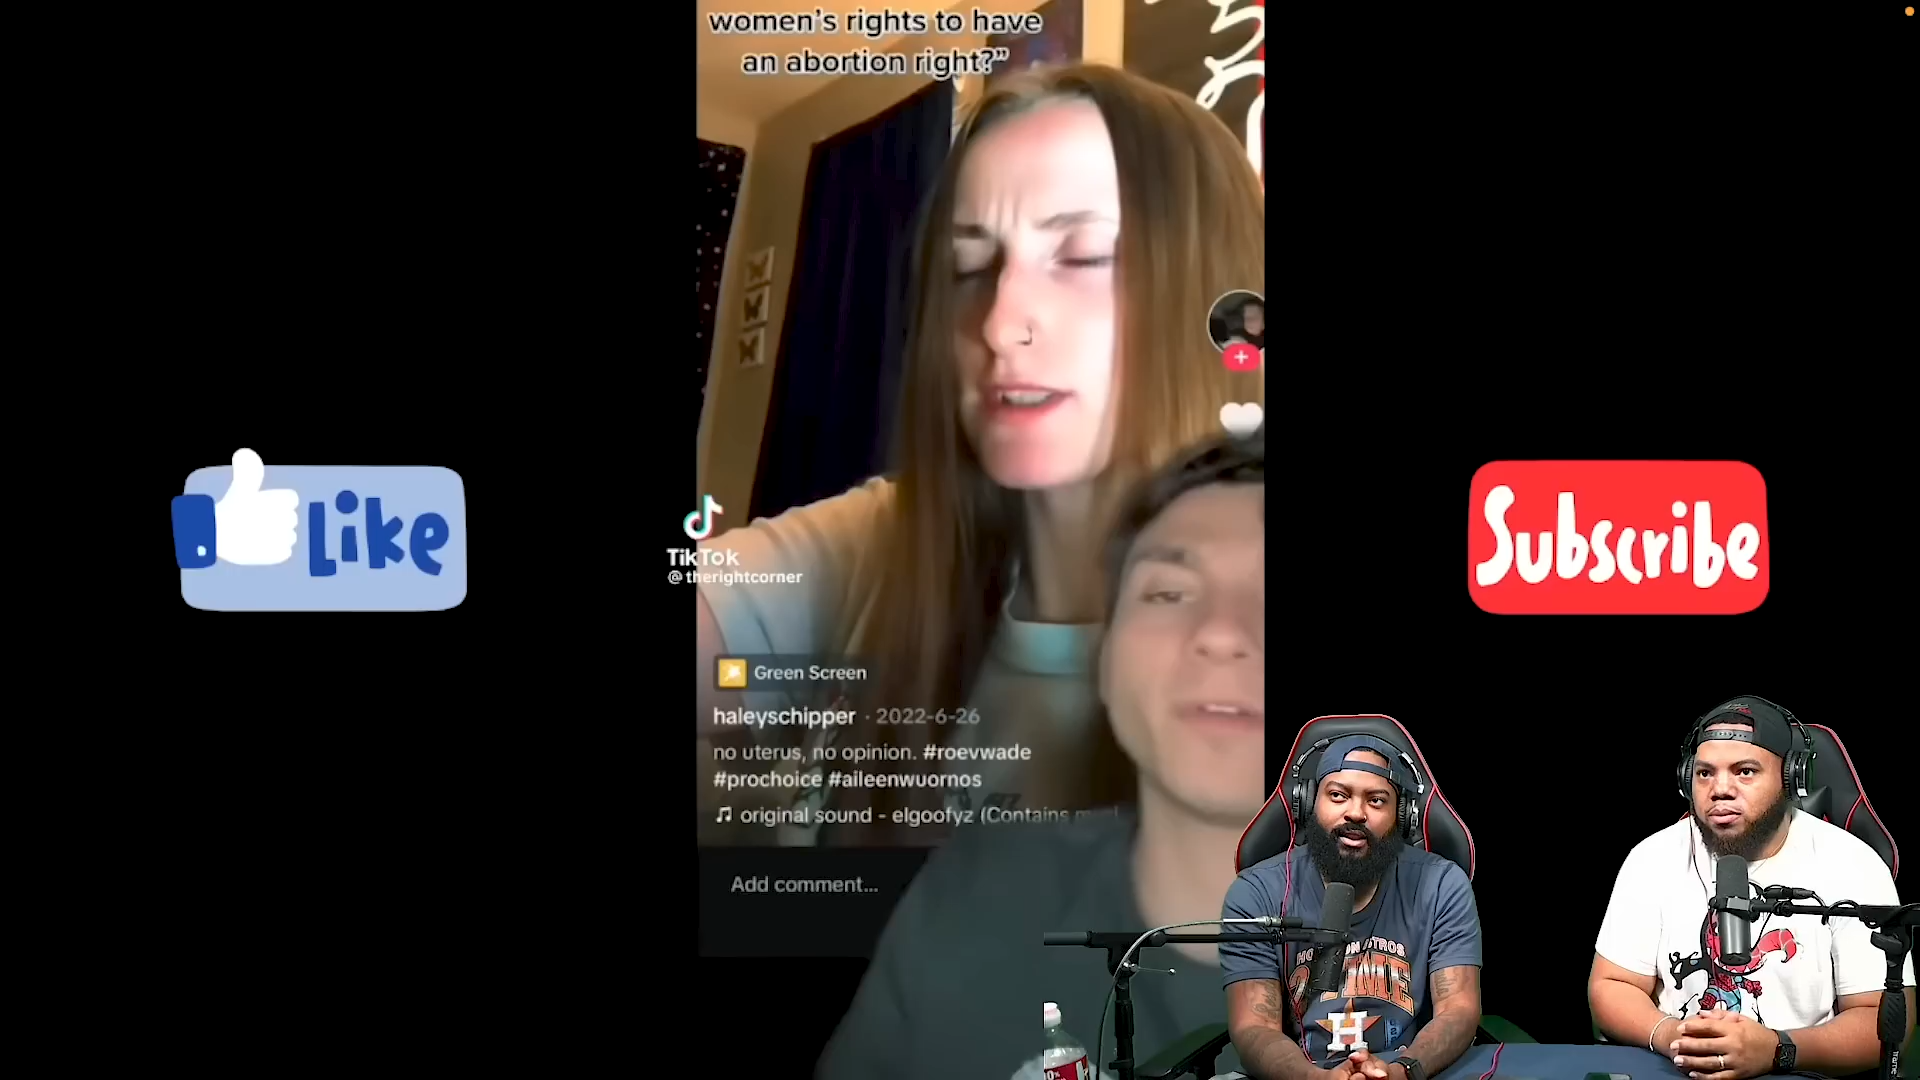 women's rights to have
an abortion right?"
Like
TikTok
@therightcorner
Subscribe
Green Screen
haleyschipper · 2022-6-26
no uterus, no opinion. #roevwade
#prochoice #aileenwuornos
original sound - elgoofyz (Contains
Add comment...
H